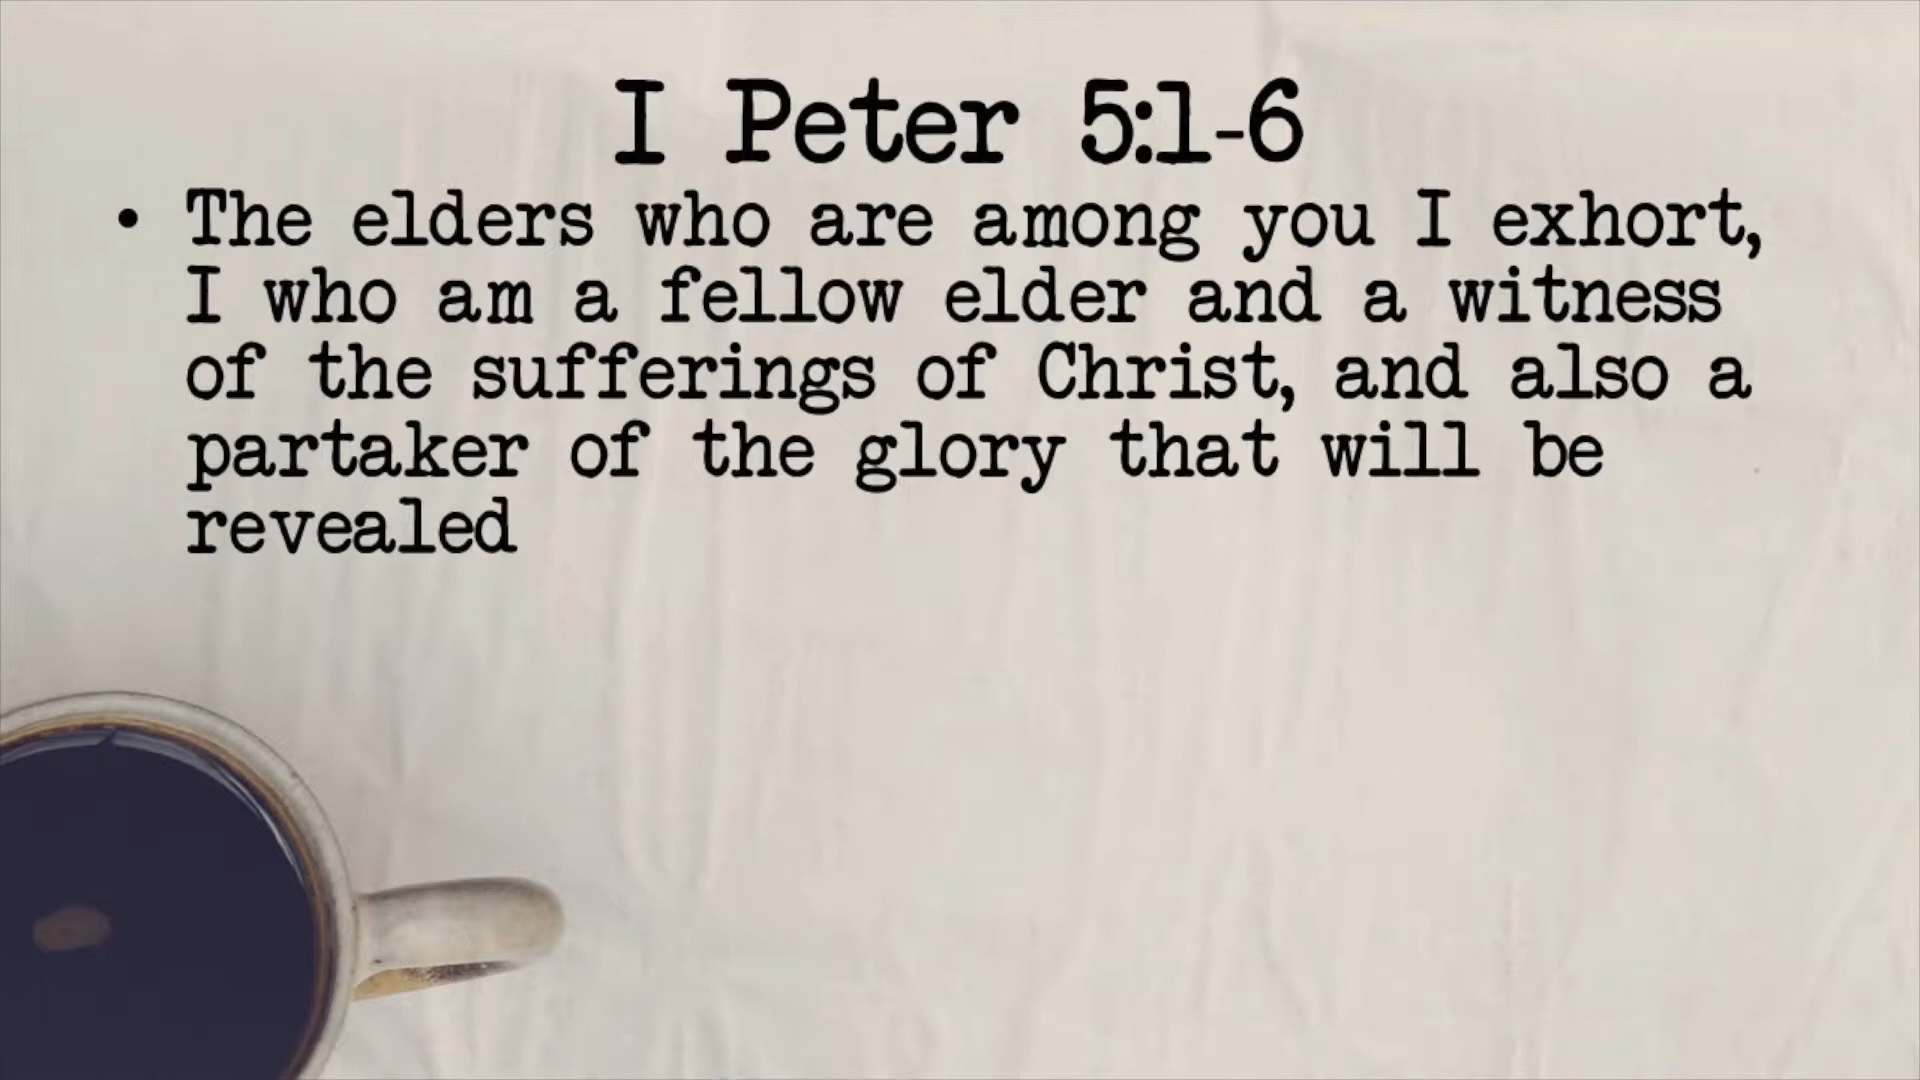 I Peter 5:1-6
• The elders who are among you I exhort,
I who am a fellow elder and a witness
of the sufferings of Christ, and also a
partaker of the glory that will be
revealed